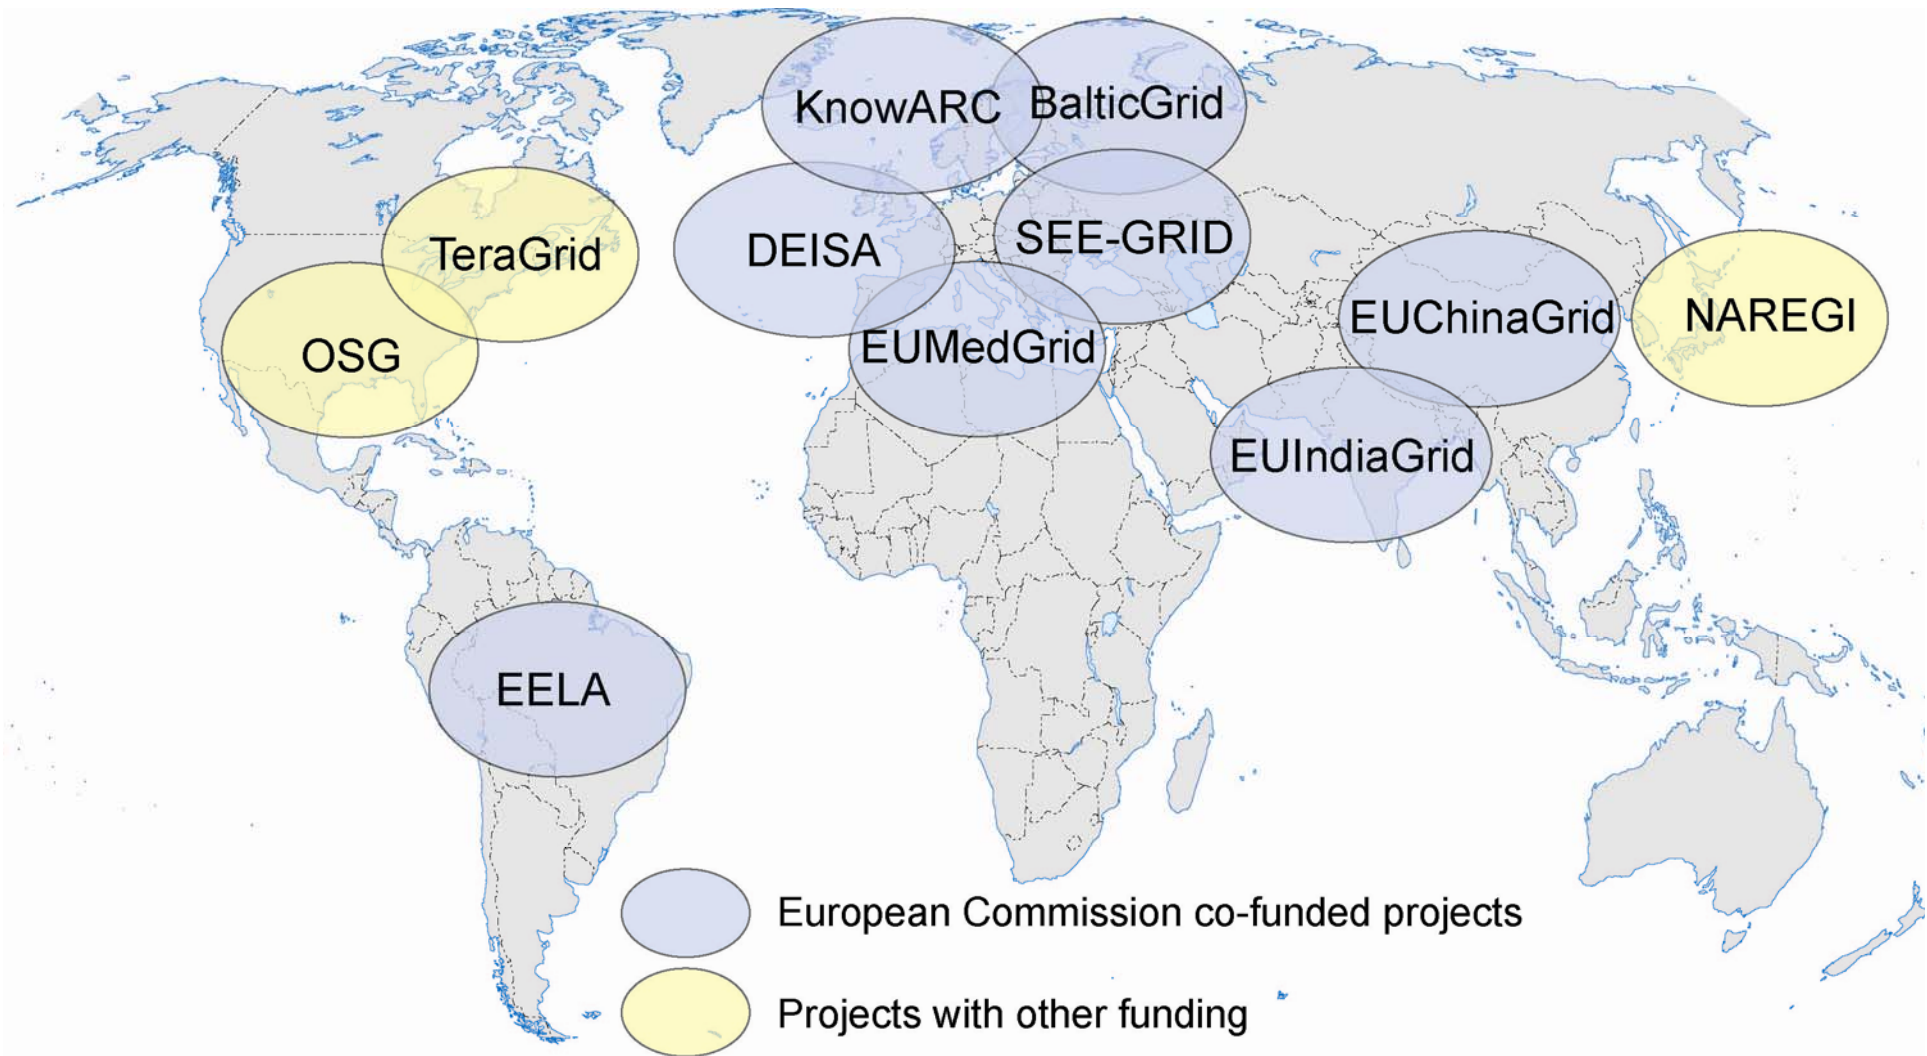 KnowARC
BalticGrid
TeraGrid
DEISA
SEE-GRID
OSG
EUMedGrid
EUChinaGrid
NAREGI
EUIndiaGrid
EELA
European Commission co-funded projects
Projects with other funding